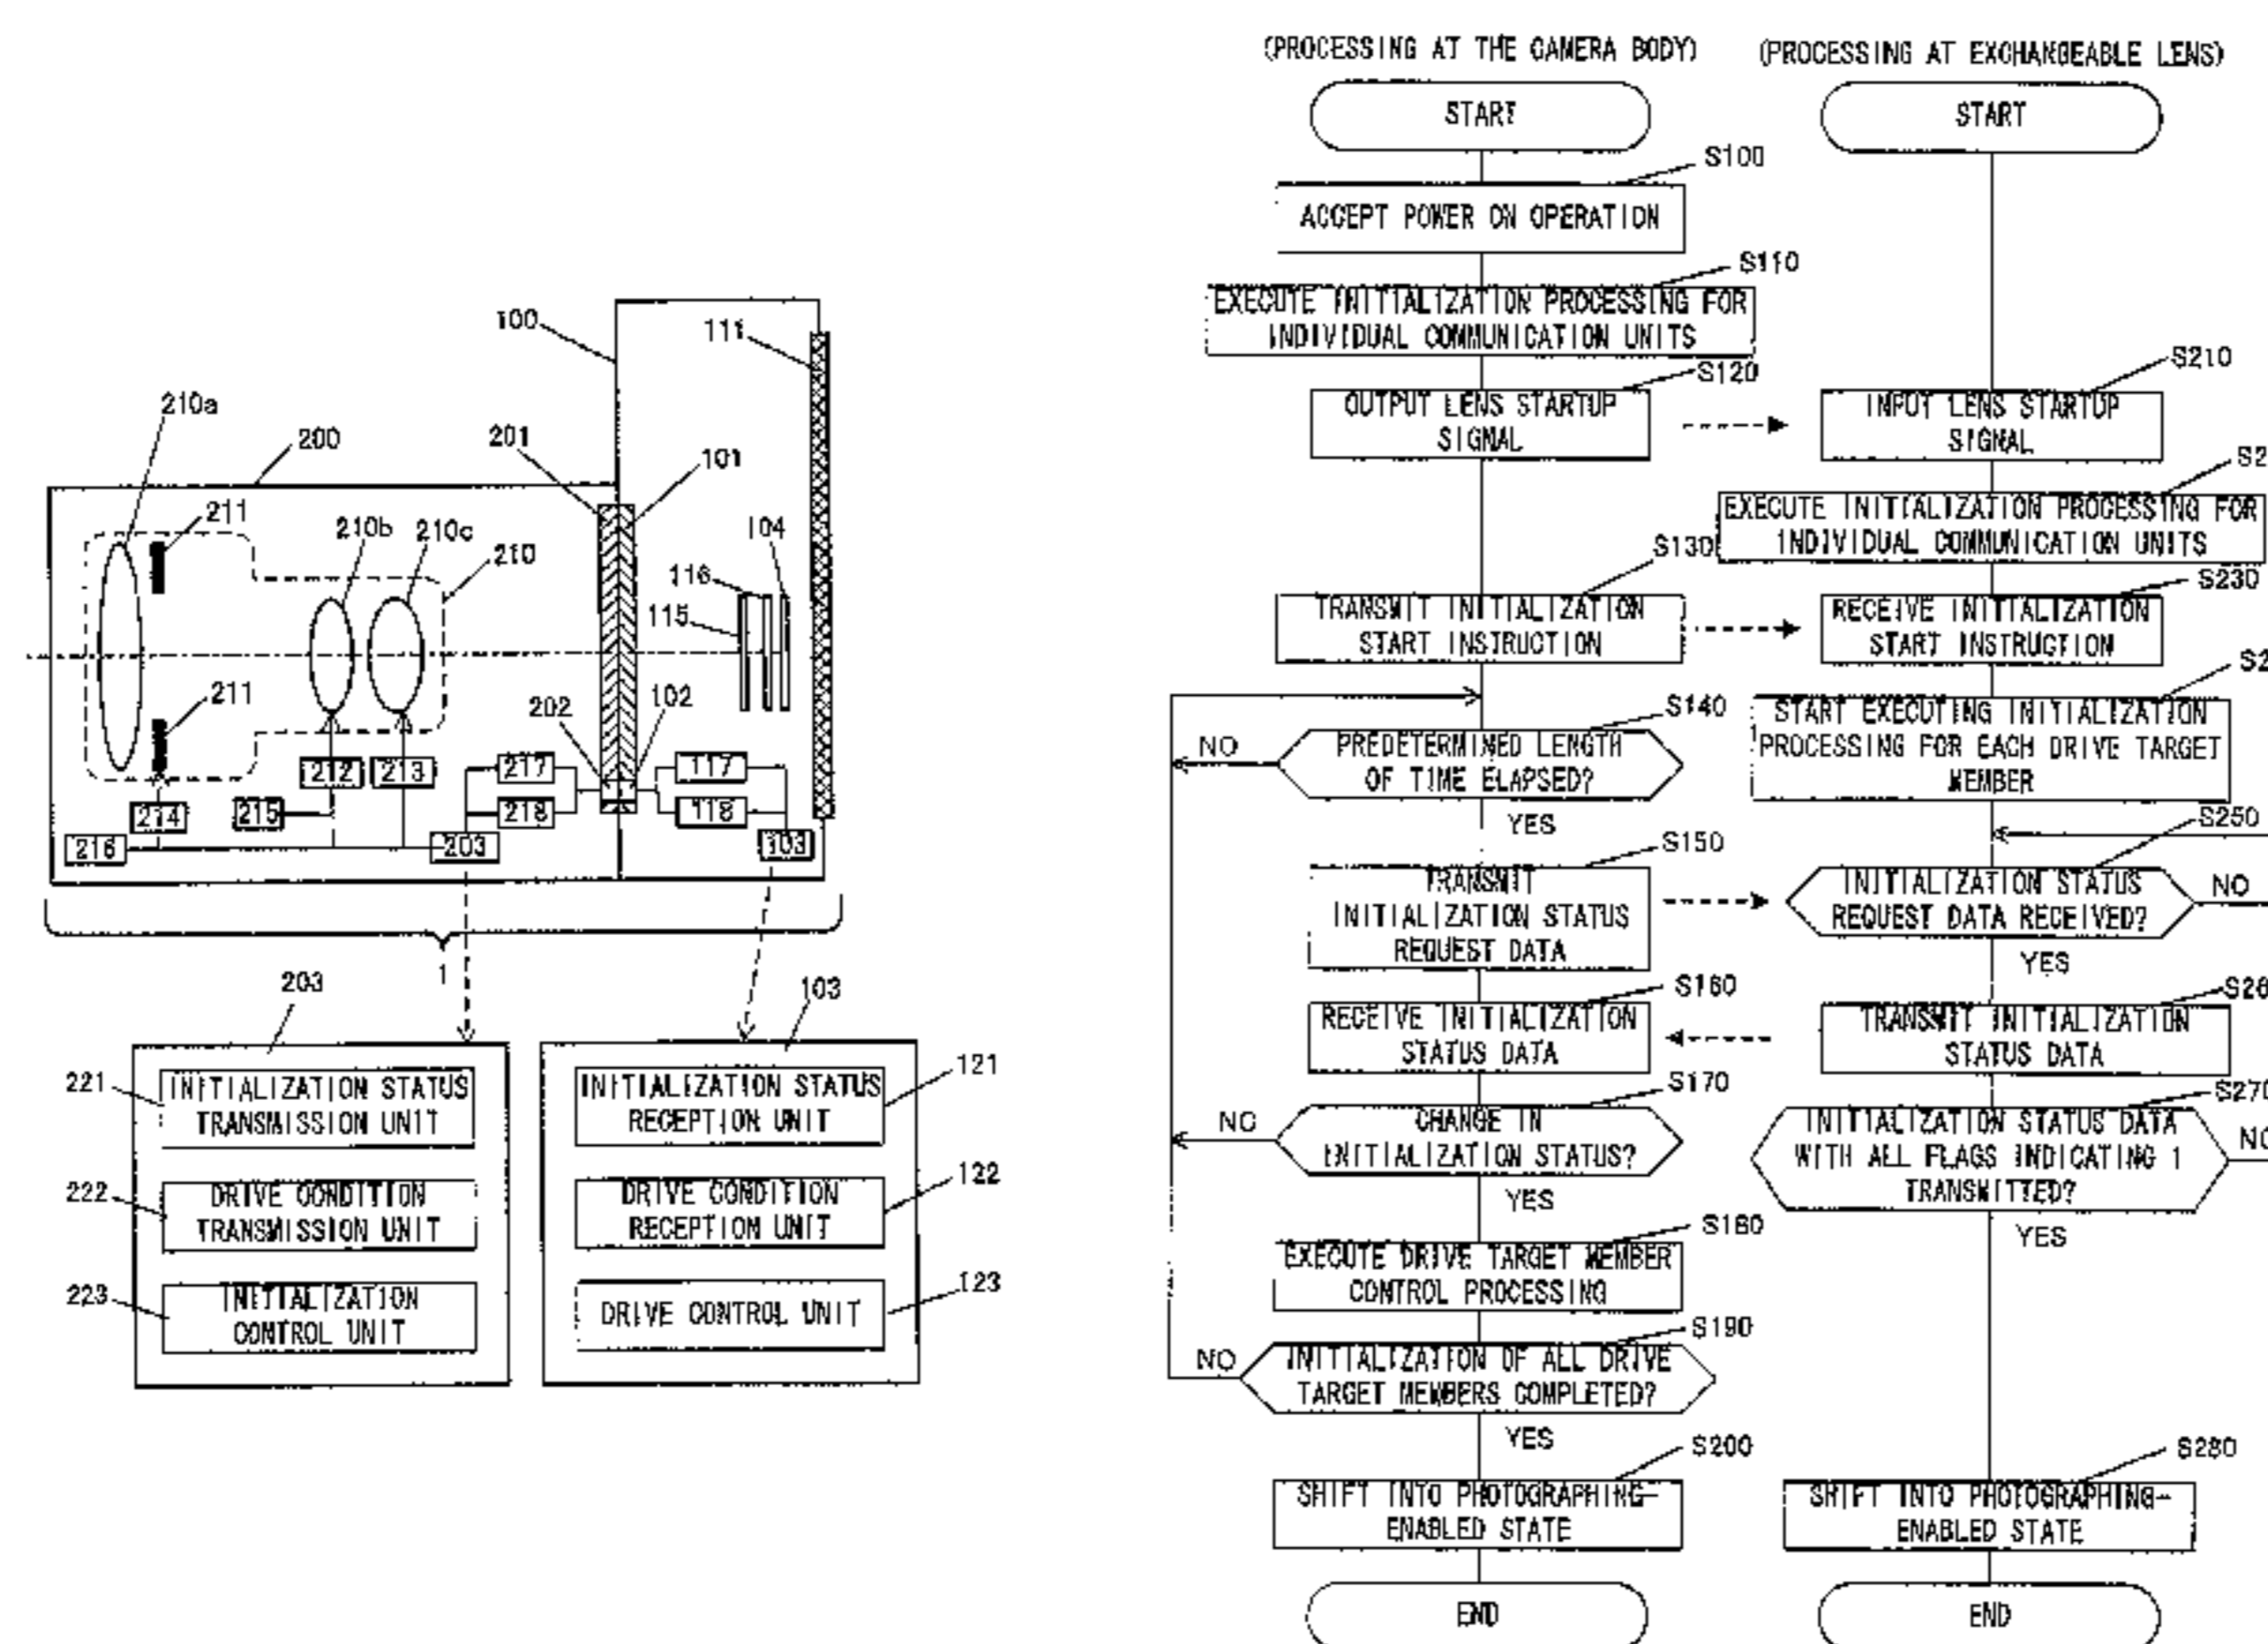 100
111
210a
200
201
101
211
210b
210c
210
104
116
115
211
202
102
212
213
217
117
215
214
218
118
216
203
103
1
203
103
221
INITIALIZATION STATUS
TRANSMISSION UNIT
222
DRIVE CONDITION
TRANSMISSION UNIT
223
INITIALIZATION
CONTROL UNIT
INITIALIZATION STATUS
RECEPTION UNIT
121
DRIVE CONDITION
RECEPTION UNIT
122
DRIVE CONTROL UNIT
123
(PROCESSING AT THE CAMERA BODY)
START
S100
ACCEPT POWER ON OPERATION
S110
EXECUTE INITIALIZATION PROCESSING FOR
INDIVIDUAL COMMUNICATION UNITS
S120
OUTPUT LENS STARTUP
SIGNAL
S130
TRANSMIT INITIALIZATION
START INSTRUCTION
S140
NO
PREDETERMINED LENGTH
OF TIME ELAPSED?
YES
S150
TRANSMIT
INITIALIZATION STATUS
REQUEST DATA
S160
RECEIVE INITIALIZATION
STATUS DATA
S170
NO
CHANGE IN
INITIALIZATION STATUS?
YES
S180
EXECUTE DRIVE TARGET MEMBER
CONTROL PROCESSING
S190
NO
INITIALIZATION OF ALL DRIVE
TARGET MEMBERS COMPLETED?
YES
S200
SHIFT INTO PHOTOGRAPHING-
ENABLED STATE
END
(PROCESSING AT EXCHANGEABLE LENS)
START
S210
INPUT LENS STARTUP
SIGNAL
EXECUTE INITIALIZATION PROCESSING FOR
INDIVIDUAL COMMUNICATION UNITS
S230
RECEIVE INITIALIZATION
START INSTRUCTION
START EXECUTING INITIALIZATION
PROCESSING FOR EACH DRIVE TARGET
MEMBER
S250
INITIALIZATION STATUS
REQUEST DATA RECEIVED?
NO
YES
TRANSMIT INITIALIZATION
STATUS DATA
S270
INITIALIZATION STATUS DATA
WITH ALL FLAGS INDICATING 1
TRANSMITTED?
NO
YES
S280
SHIFT INTO PHOTOGRAPHING-
ENABLED STATE
END